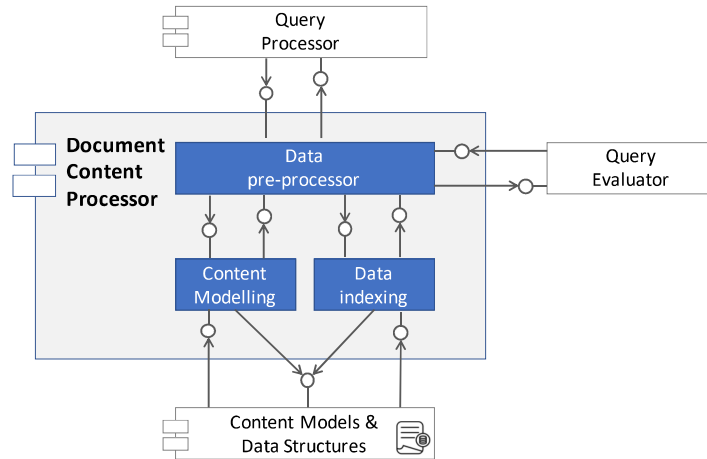 Query
Processor
Document
Content
Processor
Data
pre-processor
Query
Evaluator
Content
Modelling
Data
indexing
Content Models &
Data Structures